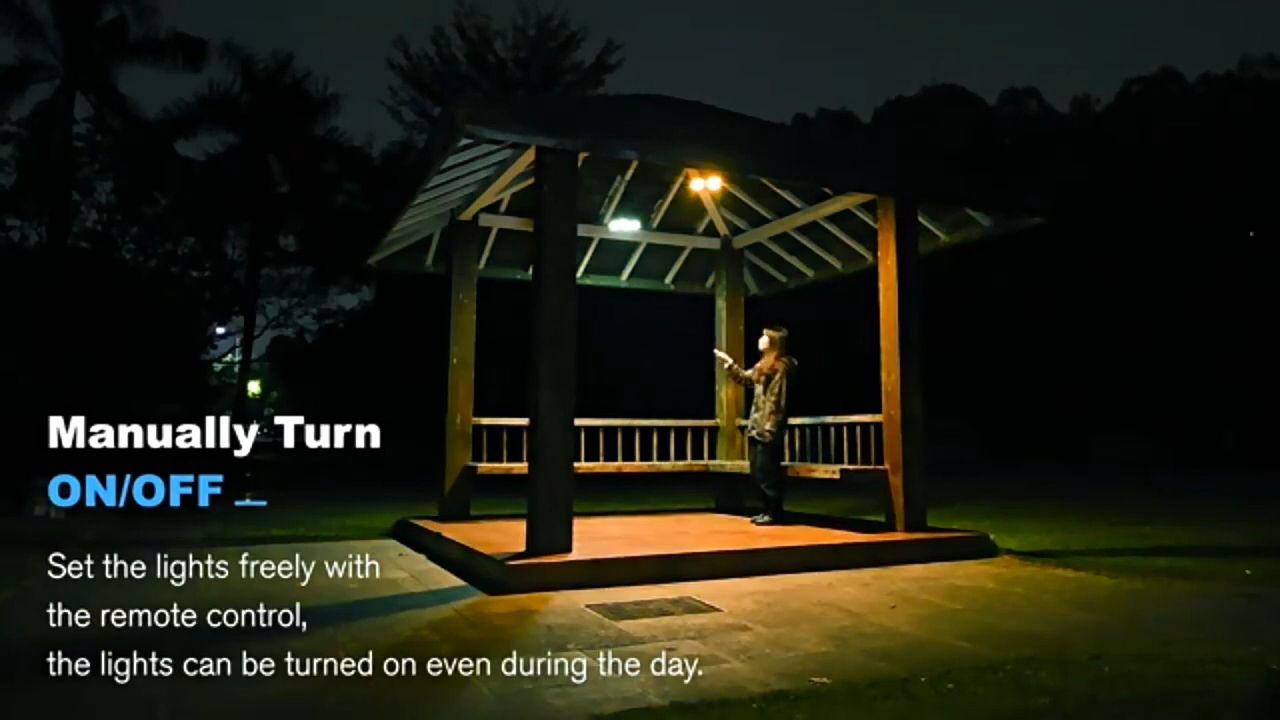 Manually Turn
ON/OFF
Set the lights freely with
the remote control,
the lights can be turned on even during the day.